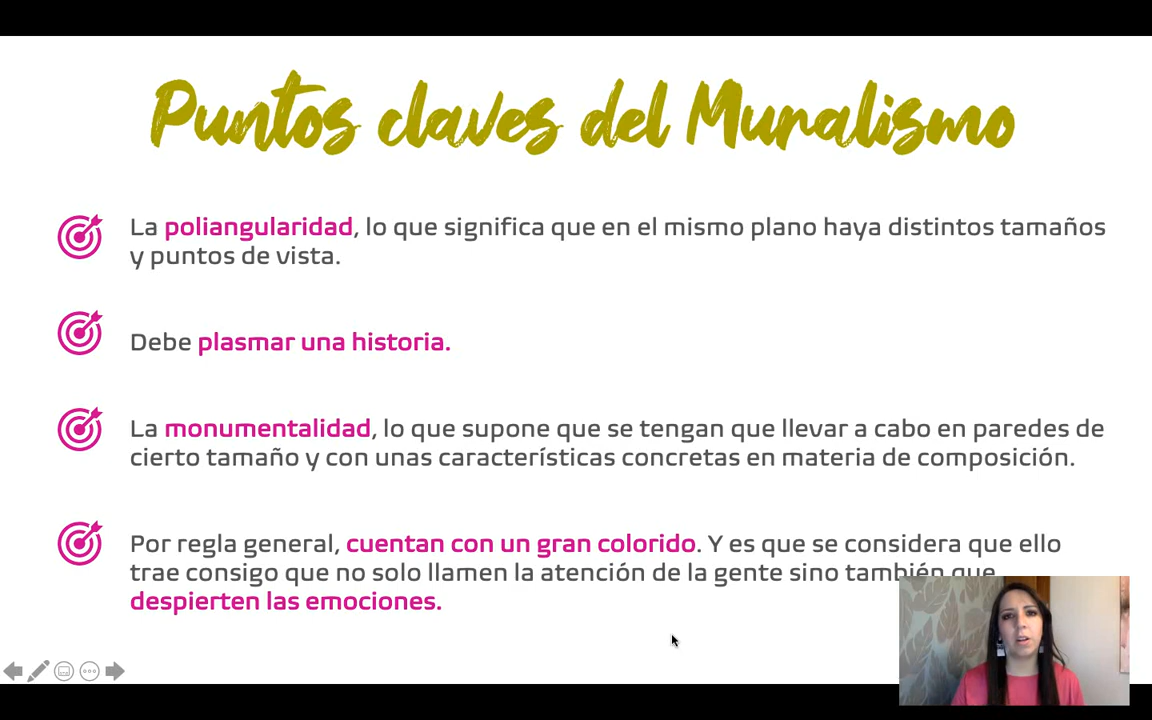 Puntos claves del Muralismo
La poliangularidad, lo que significa que en el mismo plano haya distintos tamaños
y puntos de vista.
Debe plasmar una historia.
La monumentalidad, lo que supone que se tengan que llevar a cabo en paredes de
cierto tamaño y con unas características concretas en materia de composición.
Por regla general, cuentan con un gran colorido. Y es que se considera que ello
trae consigo que no solo llamen la atención de la gente sino también que
despierten las emociones.